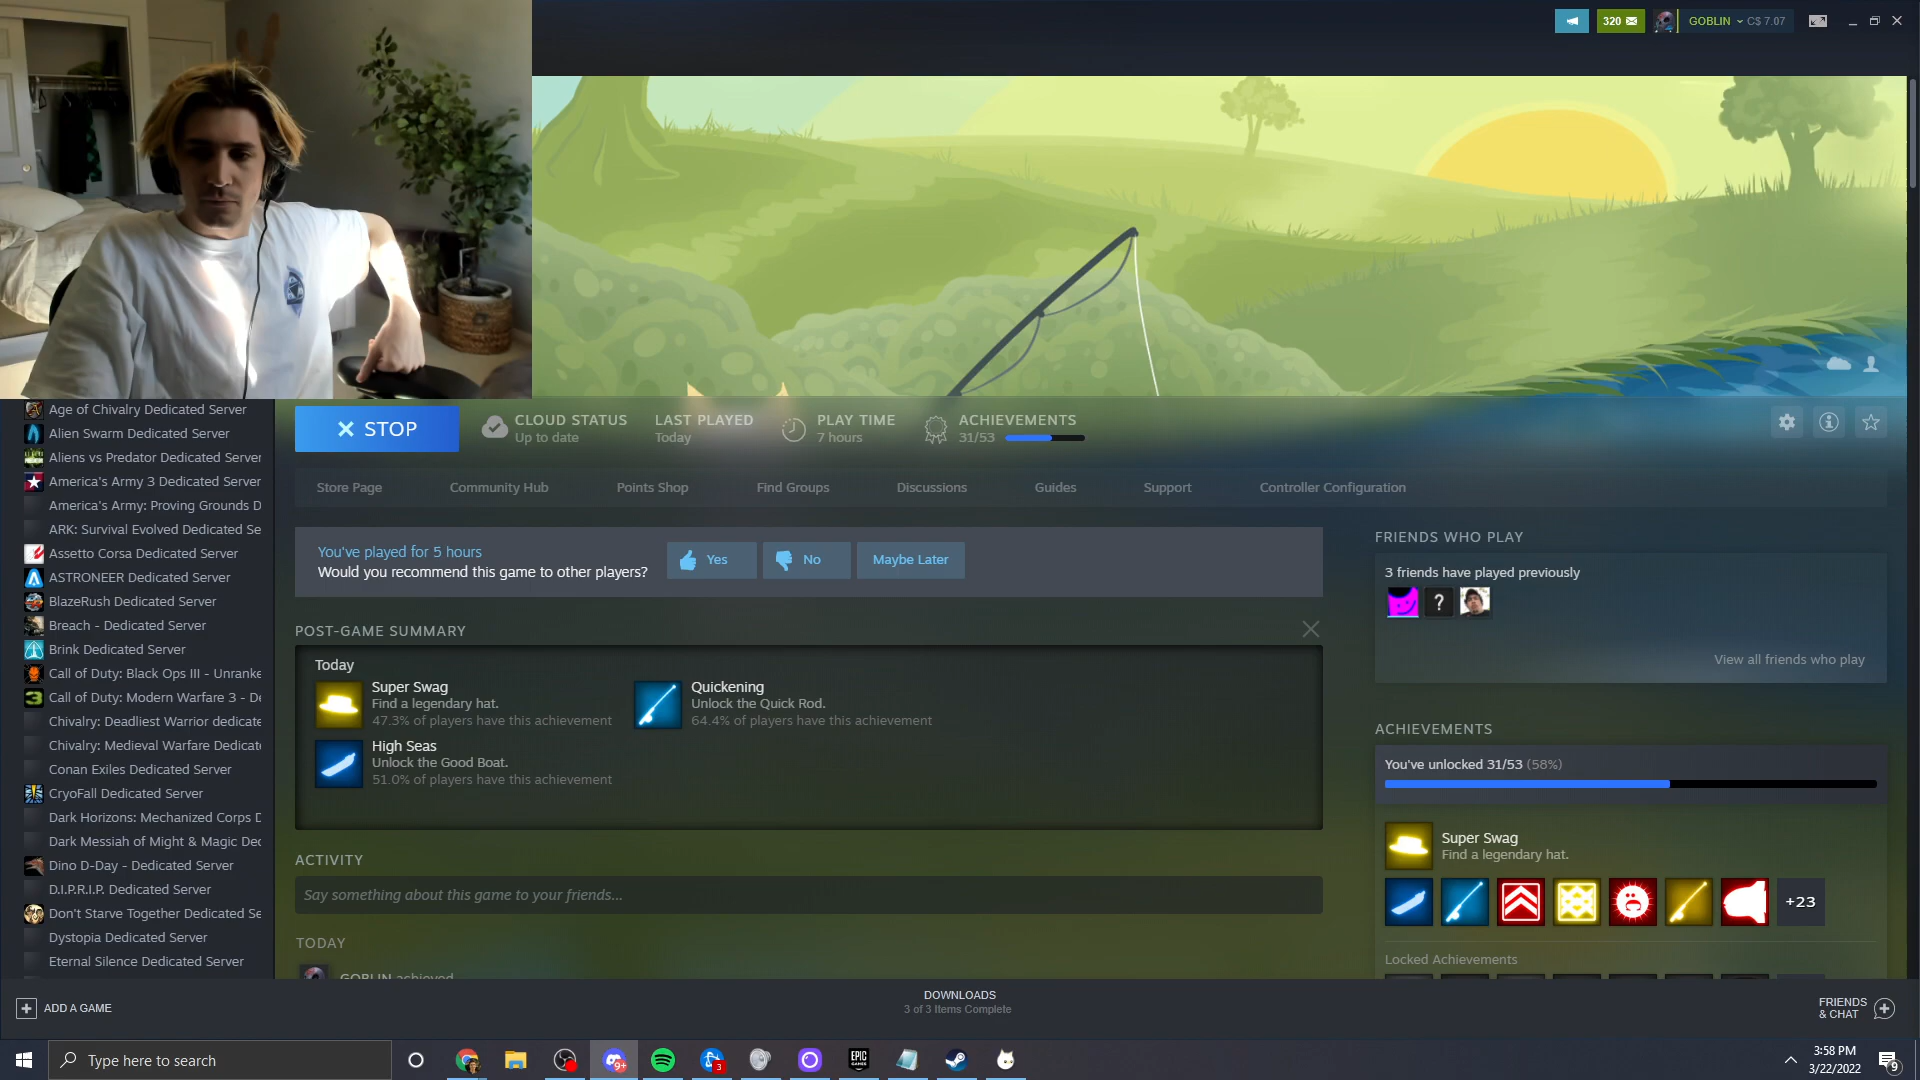 320
GOBLIN
C$ 7.07
Age of Chivalry Dedicated Server
Alien Swarm Dedicated Server
Aliens vs Predator Dedicated Server
America's Army 3 Dedicated Server
America's Army: Proving Grounds D
ARK: Survival Evolved Dedicated Se
Assetto Corsa Dedicated Server
ASTRONEER Dedicated Server
BlazeRush Dedicated Server
Breach - Dedicated Server
Brink Dedicated Server
Call of Duty: Black Ops III - Unranke
Call of Duty: Modern Warfare 3 - De
Chivalry: Deadliest Warrior dedicate
Chivalry: Medieval Warfare Dedicat
Conan Exiles Dedicated Server
CryoFall Dedicated Server
Dark Horizons: Mechanized Corps D
Dark Messiah of Might & Magic Dec
Dino D-Day - Dedicated Server
D.I.P.R.I.P. Dedicated Server
Don't Starve Together Dedicated Se
Dystopia Dedicated Server
Eternal Silence Dedicated Server
STOP
CLOUD STATUS
Up to date
LAST PLAYED
Today
PLAY TIME
7 hours
ACHIEVEMENTS
31/53
Store Page
Community Hub
Points Shop
Find Groups
Discussions
Guides
Support
Controller Configuration
You've played for 5 hours
Would you recommend this game to other players?
Yes
No
Maybe Later
POST-GAME SUMMARY
Today
Super Swag
Find a legendary hat.
47.3% of players have this achievement
Quickening
Unlock the Quick Rod.
64.4% of players have this achievement
High Seas
Unlock the Good Boat.
51.0% of players have this achievement
ACTIVITY
Say something about this game to your friends...
TODAY
GOBLIN achieved
FRIENDS WHO PLAY
3 friends have played previously
?
View all friends who play
ACHIEVEMENTS
You've unlocked 31/53 (58%)
Super Swag
Find a legendary hat.
+23
Locked Achievements
ADD A GAME
DOWNLOADS
3 of 3 Items Complete
FRIENDS
& CHAT
Type here to search
9+
3
EPIC
GAMES
3:58 PM
3/22/2022
9